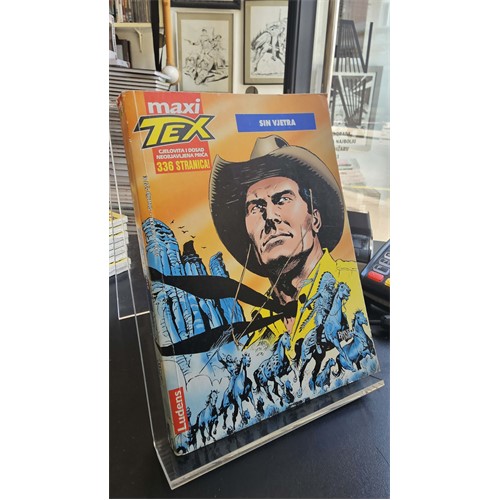 maxi
TEX
CJELOVITA I DOSAD
NEOBJAVLJENA PRIČA
336 STRANICA!
SIN VJETRA
Ludens